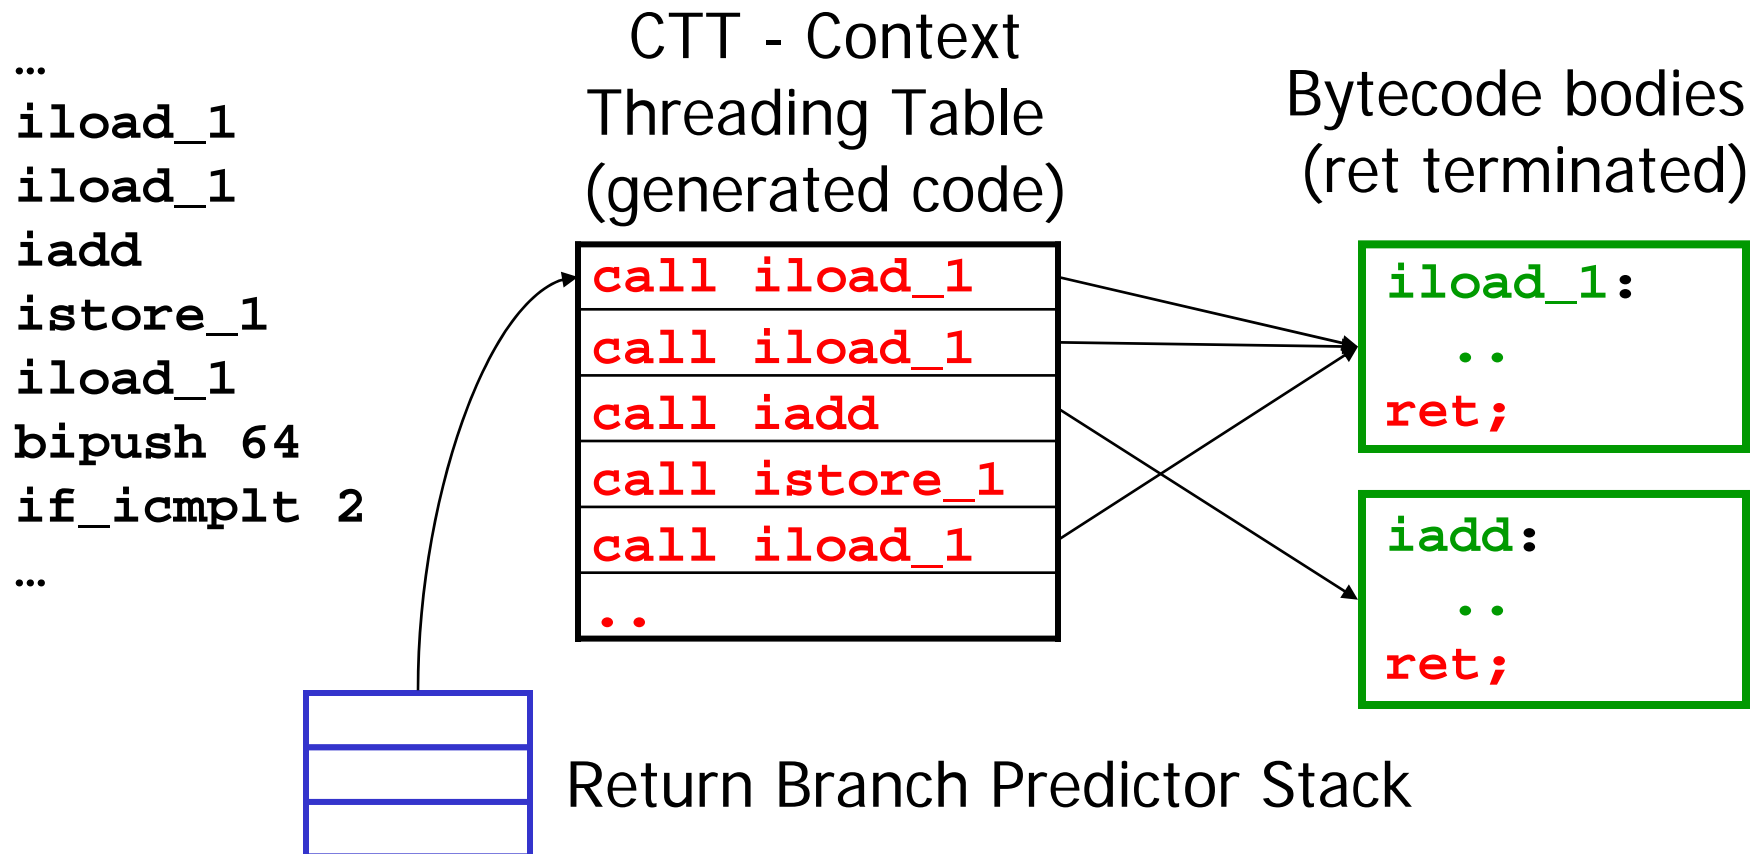 …
iload_1
iload_1
iadd
istore_1
iload_1
bipush 64
if_icmplt 2
…
CTT - Context
Threading Table
(generated code)
call iload_1
call iload_1
call iadd
call istore_1
call iload_1
..
Bytecode bodies
(ret terminated)
iload_1:
..
ret;
iadd:
..
ret;
Return Branch Predictor Stack